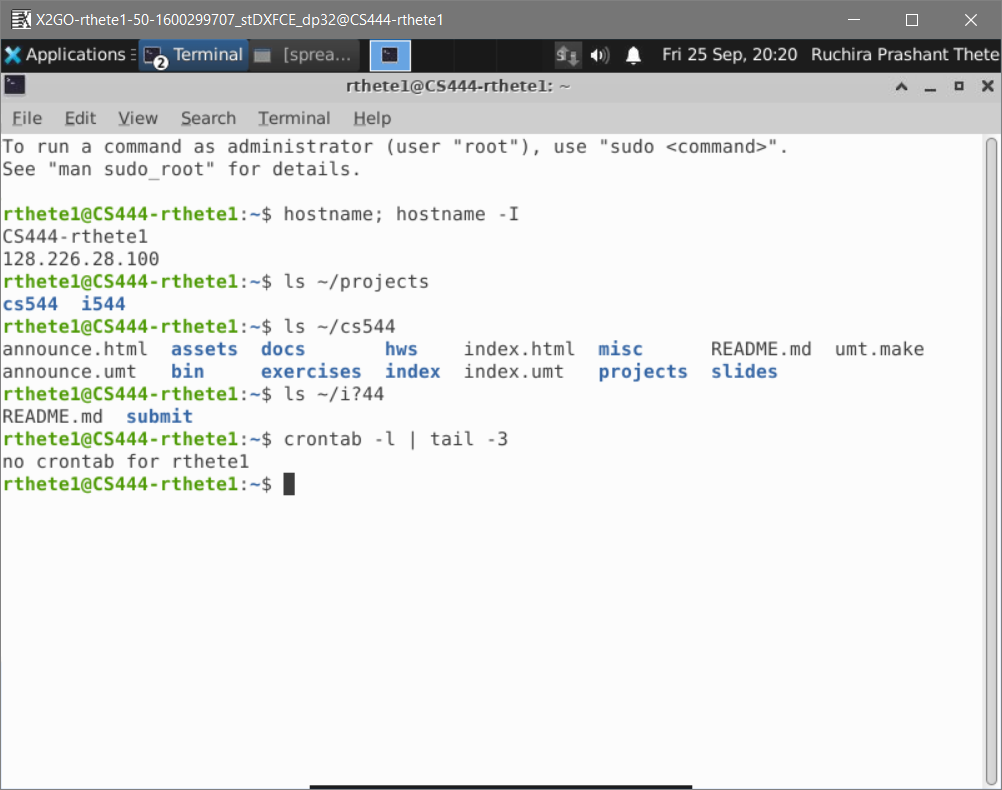 X2GO-rthete1-50-1600299707_stDXFCE_dp32@CS444-rthete1
Applications 2 Terminal [sprea... Fri 25 Sep, 20:20 Ruchira Prashant Thete
rthete1@CS444-rthete1: ~
File Edit View Search Terminal Help
To run a command as administrator (user "root"), use "sudo <command>".
See "man sudo_root" for details.
rthete1@CS444-rthete1:~$ hostname; hostname -I
CS444-rthete1
128.226.28.100
rthete1@CS444-rthete1:~$ ls ~/projects
cs544 i544
rthete1@CS444-rthete1:~$ ls ~/cs544
announce.html assets docs hws index.html misc README.md umt.make
announce.umt bin exercises index index.umt projects slides
rthete1@CS444-rthete1:~$ ls ~/i?44
README.md submit
rthete1@CS444-rthete1:~$ crontab -l | tail -3
no crontab for rthete1
rthete1@CS444-rthete1:~$